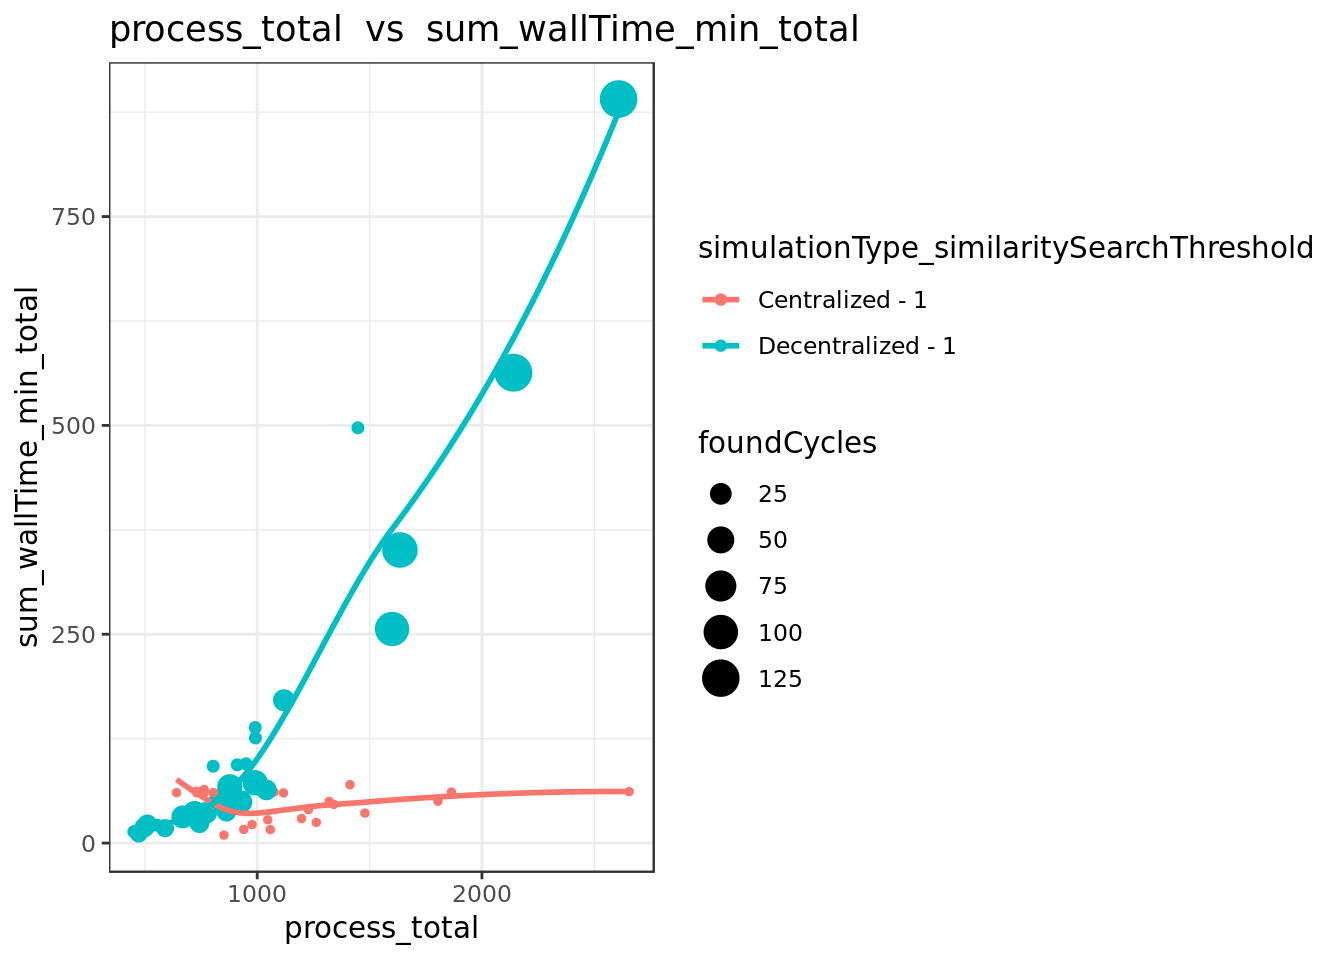 process_total  vs  sum_wallTime_min_total
sum_wallTime_min_total
750
500
250
0
1000
2000
process_total
simulationType_similaritySearchThreshold
Centralized - 1
Decentralized - 1
foundCycles
25
50
75
100
125